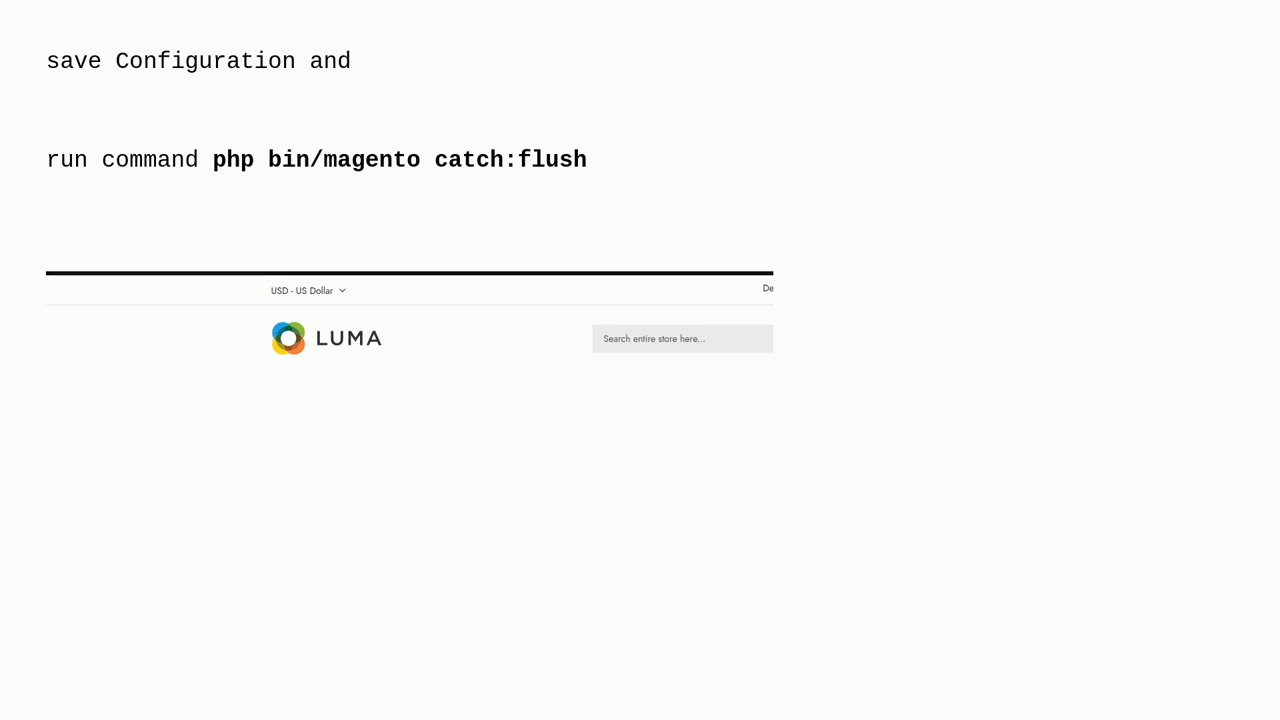 save Configuration and
run command php bin/magento catch:flush
USD - US Dollar
De
LUMA
Search entire store here...